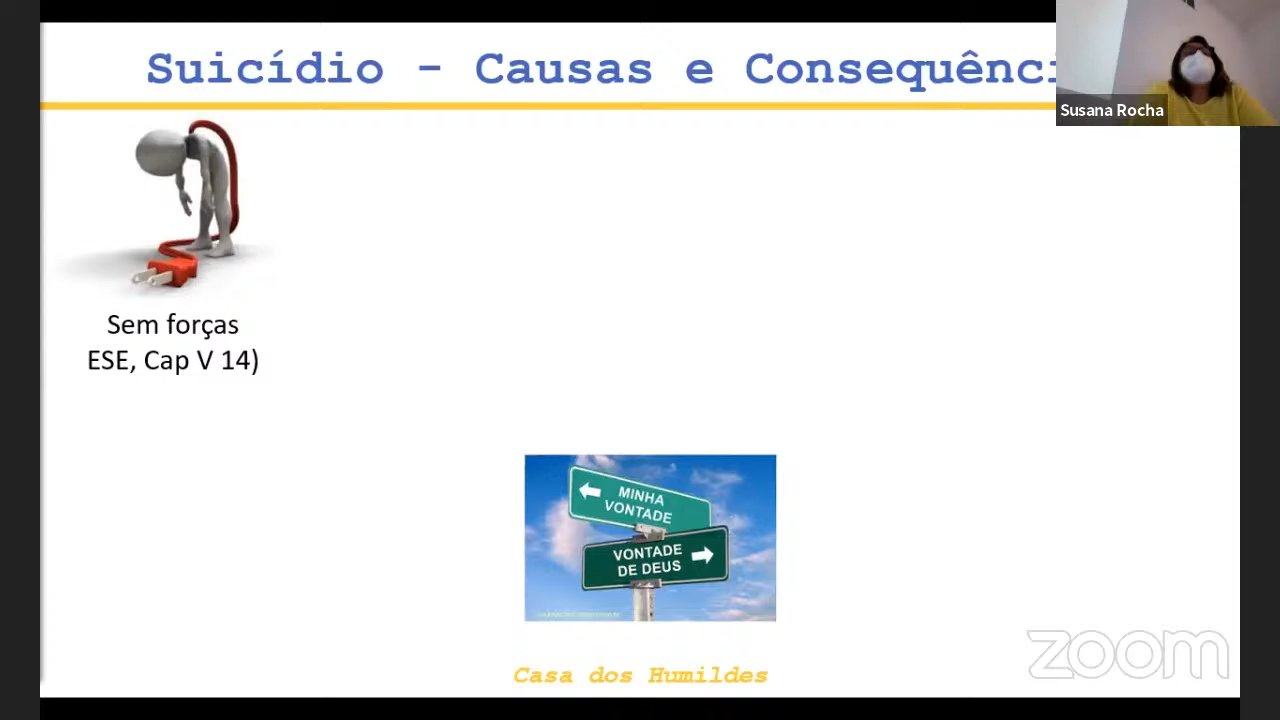 Suicídio - Causas e Consequênci
Susana Rocha
Sem forças
ESE, Cap V 14)
MINHA
VONTADE
VONTADE
DE DEUS
Casa dos Humildes
zoom